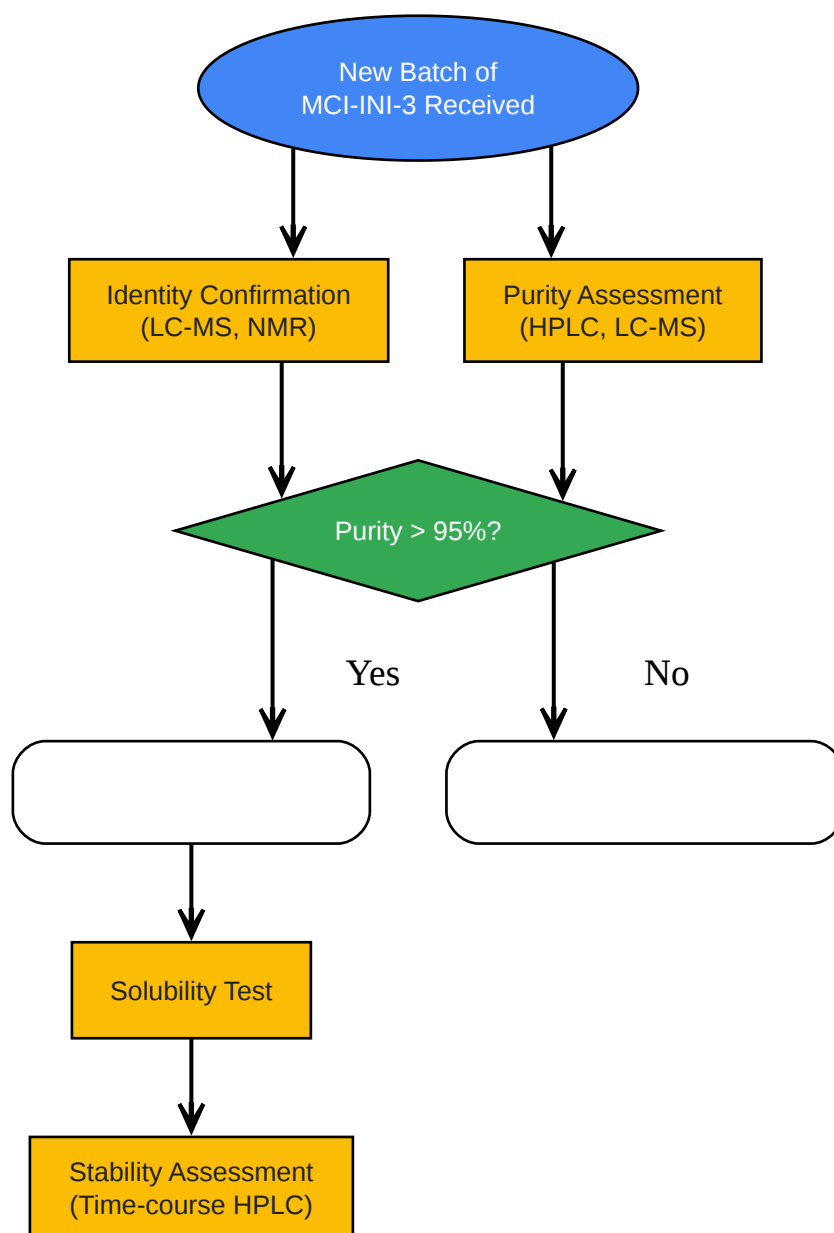 New Batch of
MCI-INI-3 Received
Identity Confirmation
(LC-MS, NMR)
Purity Assessment
(HPLC, LC-MS)
Purity > 95%?
Yes
No
Solubility Test
Stability Assessment
(Time-course HPLC)